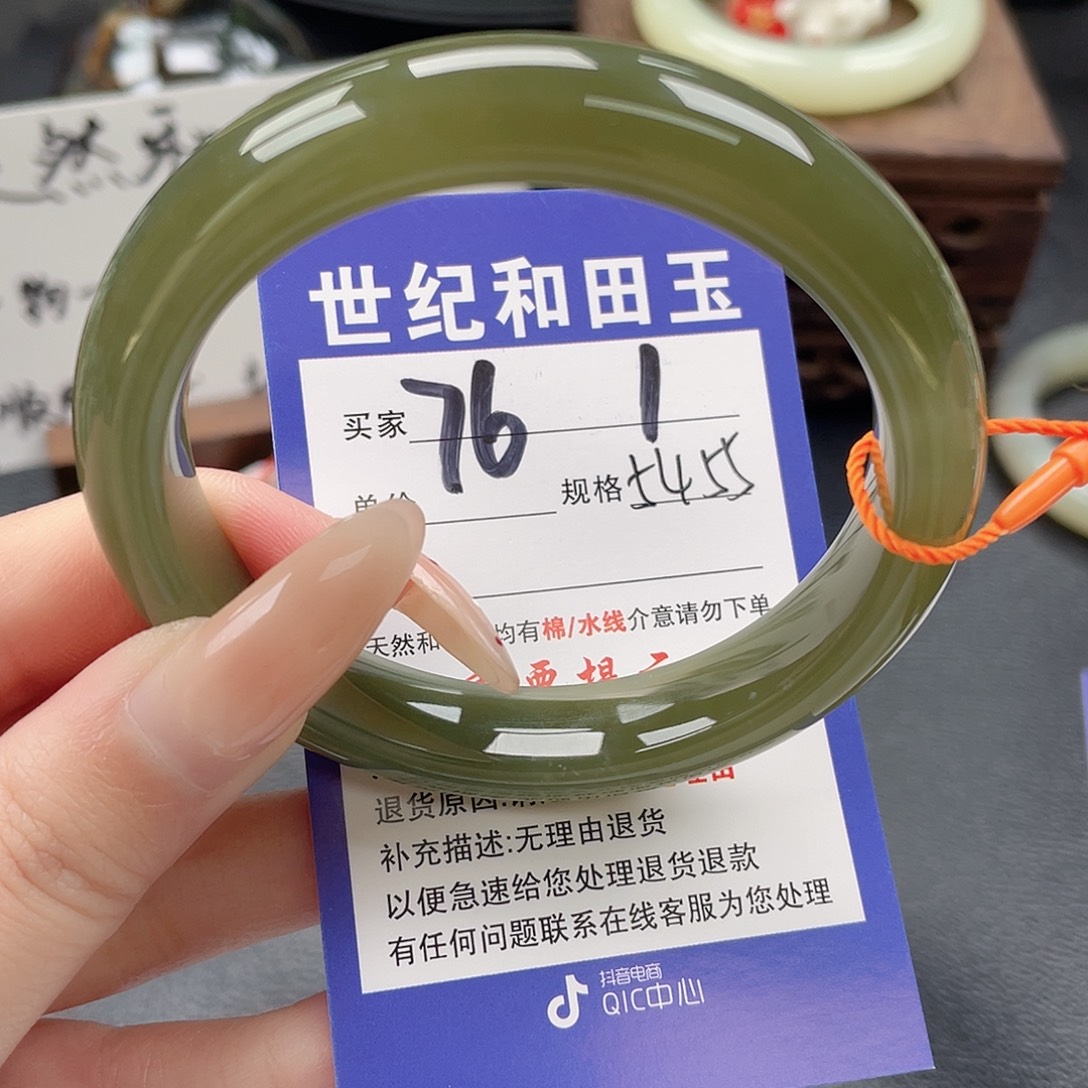 然
世纪和田玉
买家 76 1
单价 规格 5455
天然和 均有棉/水线介意请勿下单
退货原因:
补充描述:无理由退货
以便急速给您处理退货退款
有任何问题联系在线客服为您处理
抖音电商
QIC中心